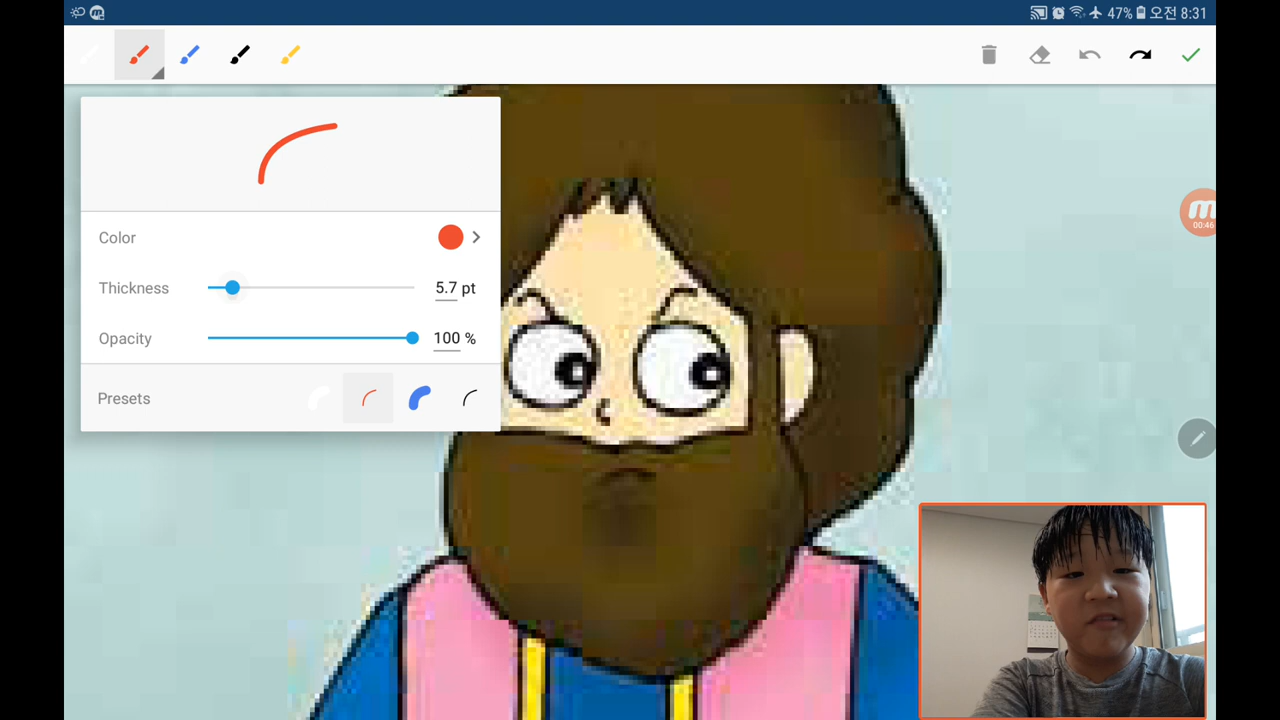 47% 오전 8:31
Color
Thickness 5.7 pt
Opacity 100 %
Presets
00:46